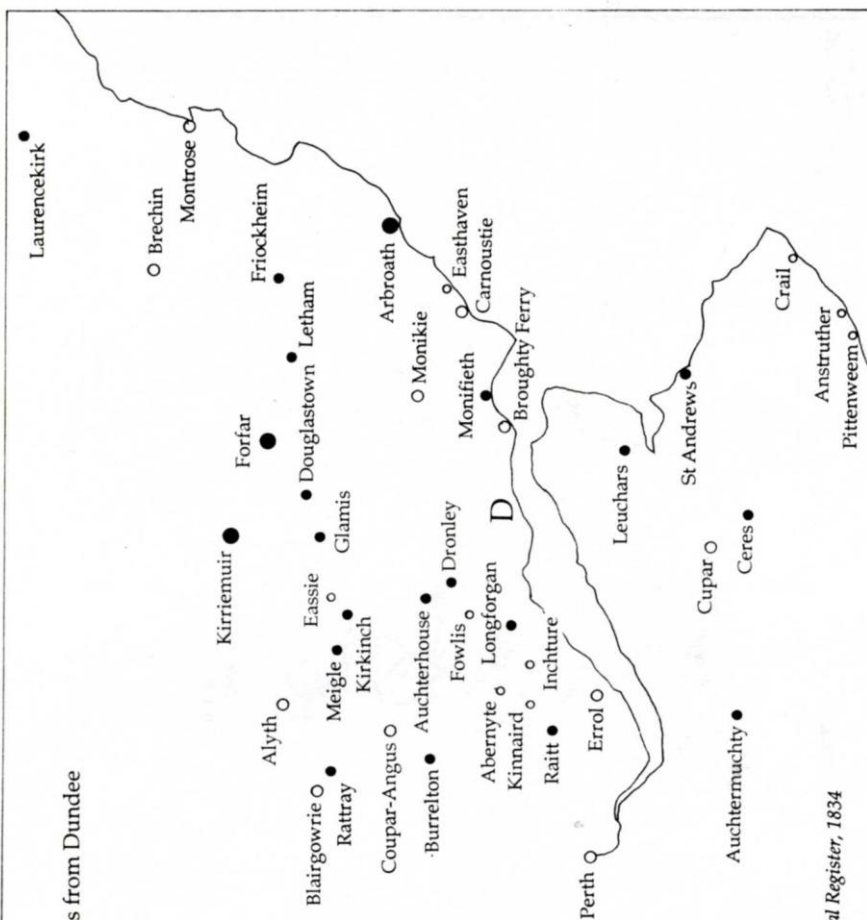 s from Dundee
Laurencekirk
Brechin
Montrose
Kirriemuir
Forfar
Friockheim
Alyth
Douglastown
Letham
Blairgowrie
Rattray
Meigle
Kirkinch
Eassie
Glamis
Arbroath
Coupar-Angus
Auchterhouse
Burrelton
Dronley
Monikie
Easthaven
Carnoustie
Fowlis
Monifieth
Broughty Ferry
Abernyte
Kinnaird
Longforgan
D
Inchture
Raitt
Errol
Perth
Leuchars
St Andrews
Cupar
Ceres
Auchtermuchty
Crail
Anstruther
Pittenweem
al Register, 1834